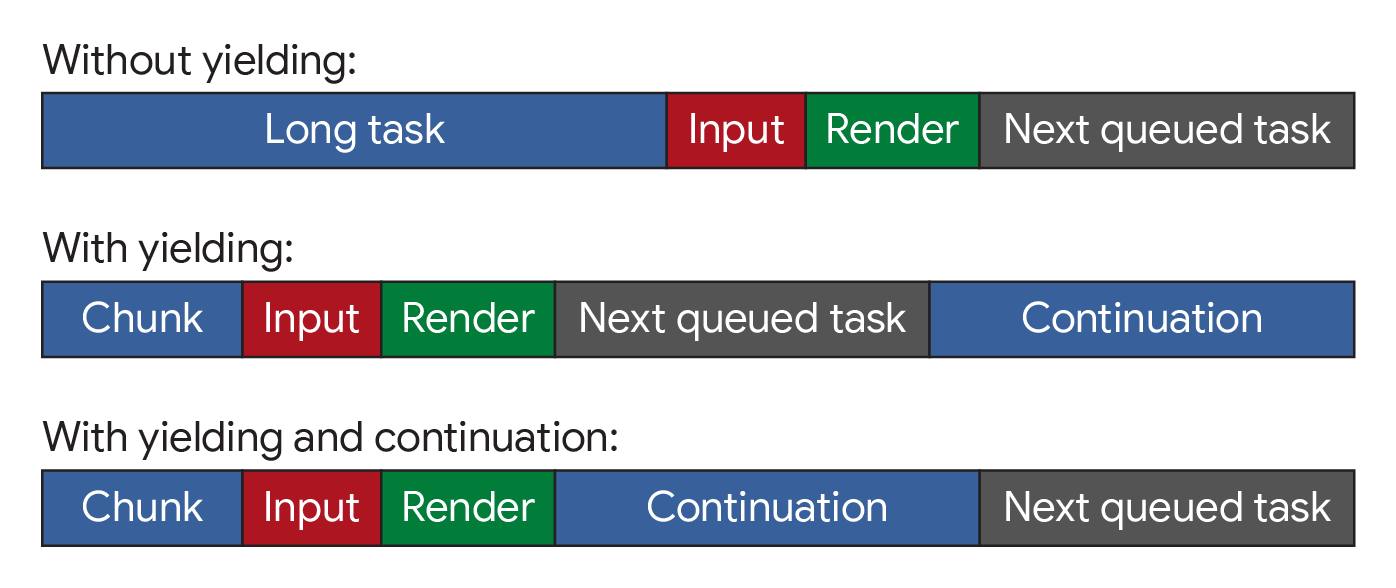 Without yielding:
Long task Input Render Next queued task
With yielding:
Chunk Input Render Next queued task Continuation
With yielding and continuation:
Chunk Input Render Continuation Next queued task